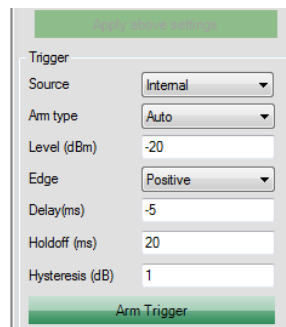 Apply above settings
Trigger
Source Internal
Arm type Auto
Level (dBm) -20
Edge Positive
Delay(ms) -5
Holdoff (ms) 20
Hysteresis (dB) 1
Arm Trigger